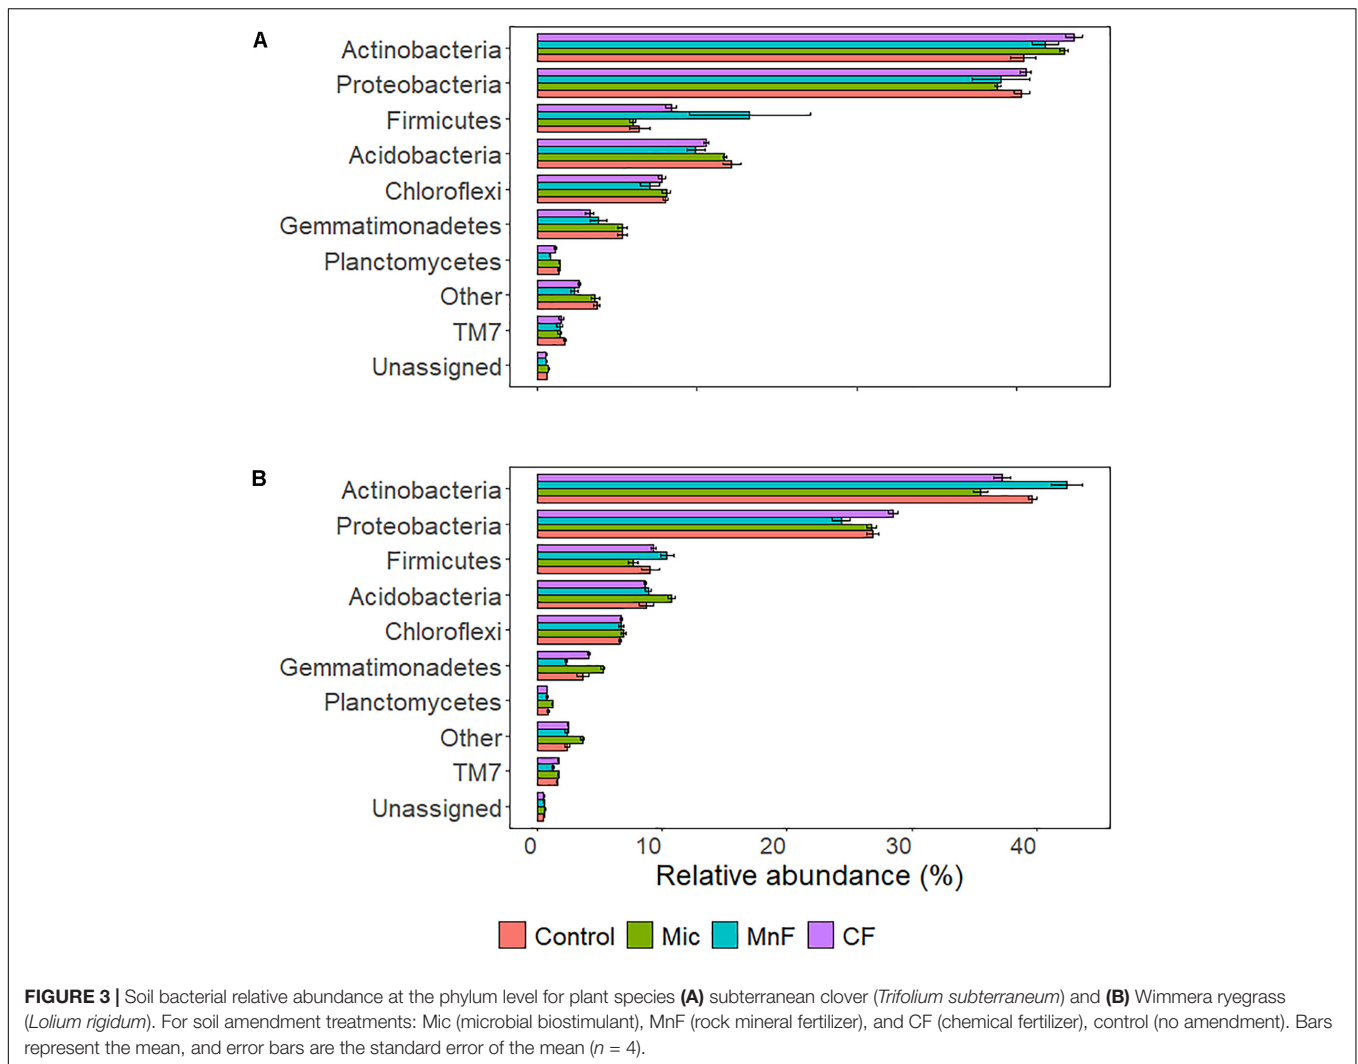 A
Actinobacteria
Proteobacteria
Firmicutes
Acidobacteria
Chloroflexi
Gemmatimonadetes
Planctomycetes
Other
TM7
Unassigned
B
Actinobacteria
Proteobacteria
Firmicutes
Acidobacteria
Chloroflexi
Gemmatimonadetes
Planctomycetes
Other
TM7
Unassigned
0 10 20 30 40
Relative abundance (%)
Control Mic MnF CF
FIGURE 3 | Soil bacterial relative abundance at the phylum level for plant species (A) subterranean clover (Trifolium subterraneum) and (B) Wimmera ryegrass
(Lolium rigidum). For soil amendment treatments: Mic (microbial biostimulant), MnF (rock mineral fertilizer), and CF (chemical fertilizer), control (no amendment). Bars
represent the mean, and error bars are the standard error of the mean (n = 4).